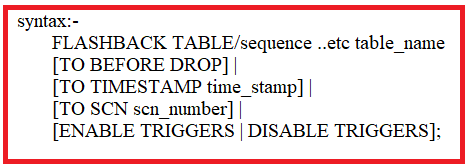 syntax:-
FLASHBACK TABLE/sequence ..etc table_name
[TO BEFORE DROP] |
[TO TIMESTAMP time_stamp] |
[TO SCN scn_number] |
[ENABLE TRIGGERS | DISABLE TRIGGERS];